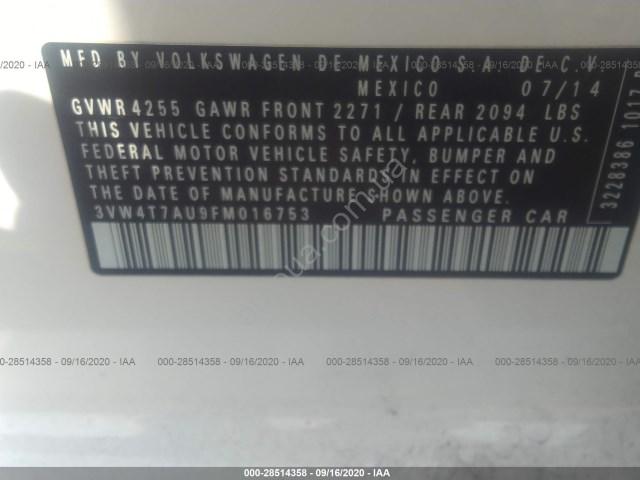 MFD BY VOLKSWAGEN DE MEXICO S.A. DE C.V.
MEXICO 07/14
GVWR 4255 GAWR FRONT 2271 / REAR 2094 LBS
THIS VEHICLE CONFORMS TO ALL APPLICABLE U.S.
FEDERAL MOTOR VEHICLE SAFETY, BUMPER AND
THEFT PREVENTION STANDARDS IN EFFECT ON
THE DATE OF MANUFACTURE SHOWN ABOVE.
3VW4T7AU9FM016753 PASSENGER CAR
3228386 1017
000-28514358 - 09/16/2020 - IAA
000-28514358 - 09/16/2020 - IAA
000-28514358 - 09/16/2020 - IAA
000-28514358 - 09/16/2020 - IAA
000-28514358 - 09/16/2020 - IAA